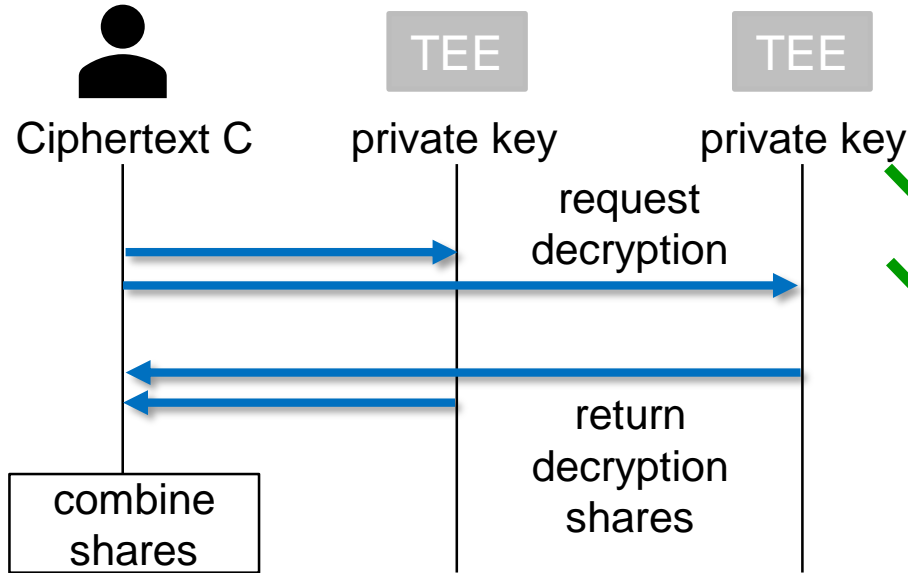 TEE
TEE
Ciphertext C
private key
private key
request
decryption
return
decryption
shares
combine
shares